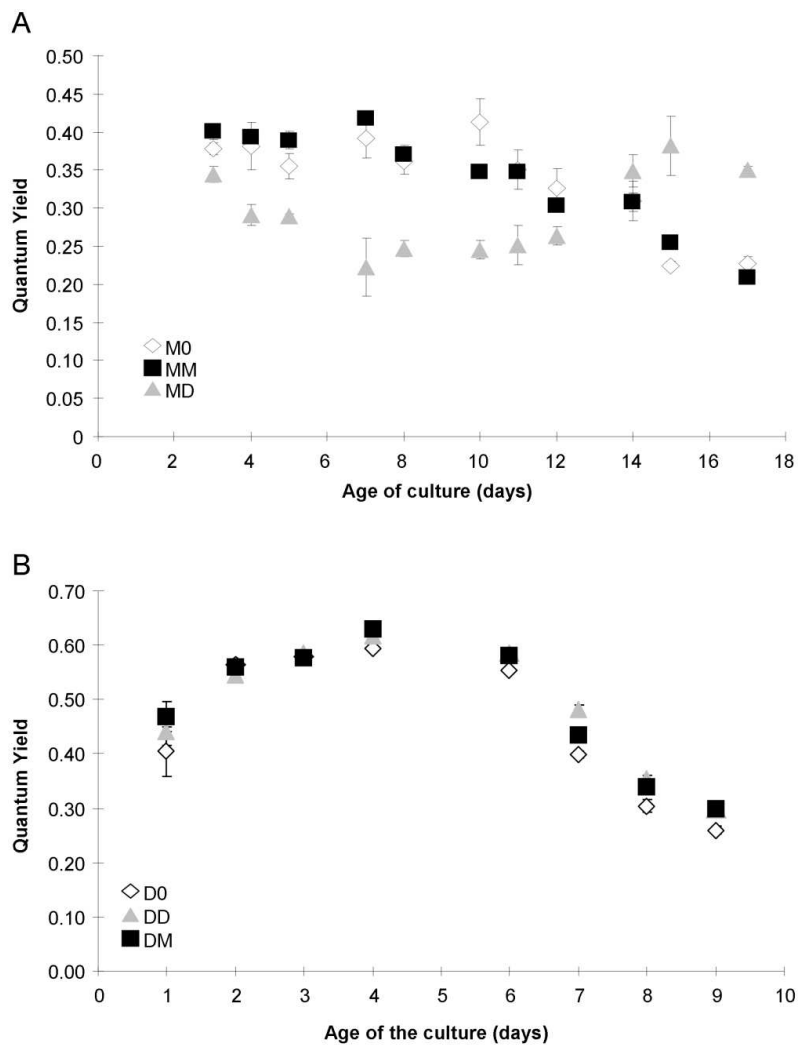 A
0.50
0.45
0.40
0.35
0.30
0.25
0.20
0.15
0.10
0.05
0
Quantum Yield
M0
MM
MD
0 2 4 6 8 10 12 14 16 18
Age of culture (days)
B
0.70
0.60
0.50
0.40
0.30
0.20
0.10
0.00
Quantum Yield
D0
DD
DM
0 1 2 3 4 5 6 7 8 9 10
Age of the culture (days)